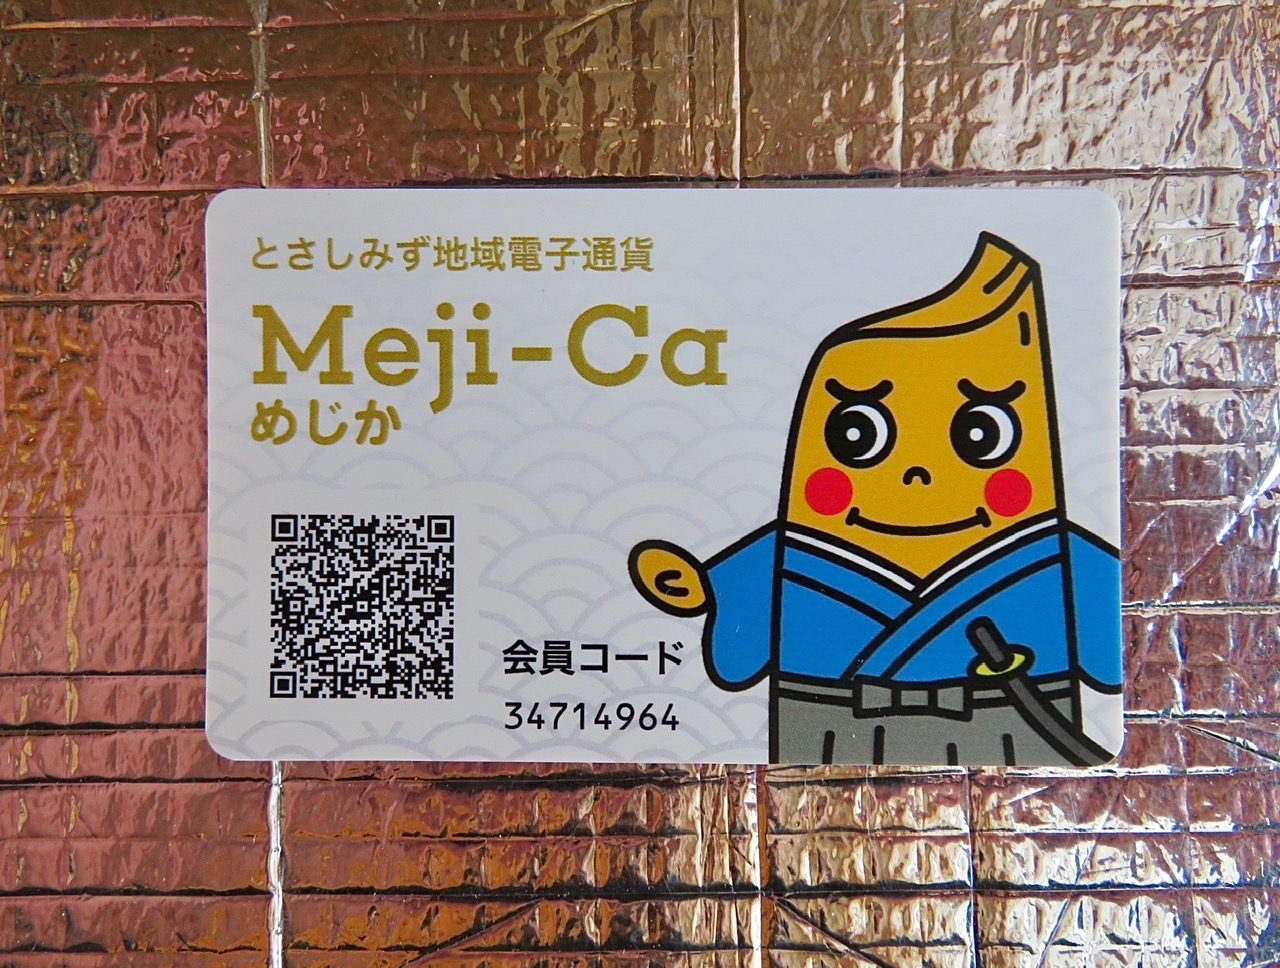 とさしみず地域電子通貨
Meji-Ca
めじか
会員コード
34714964